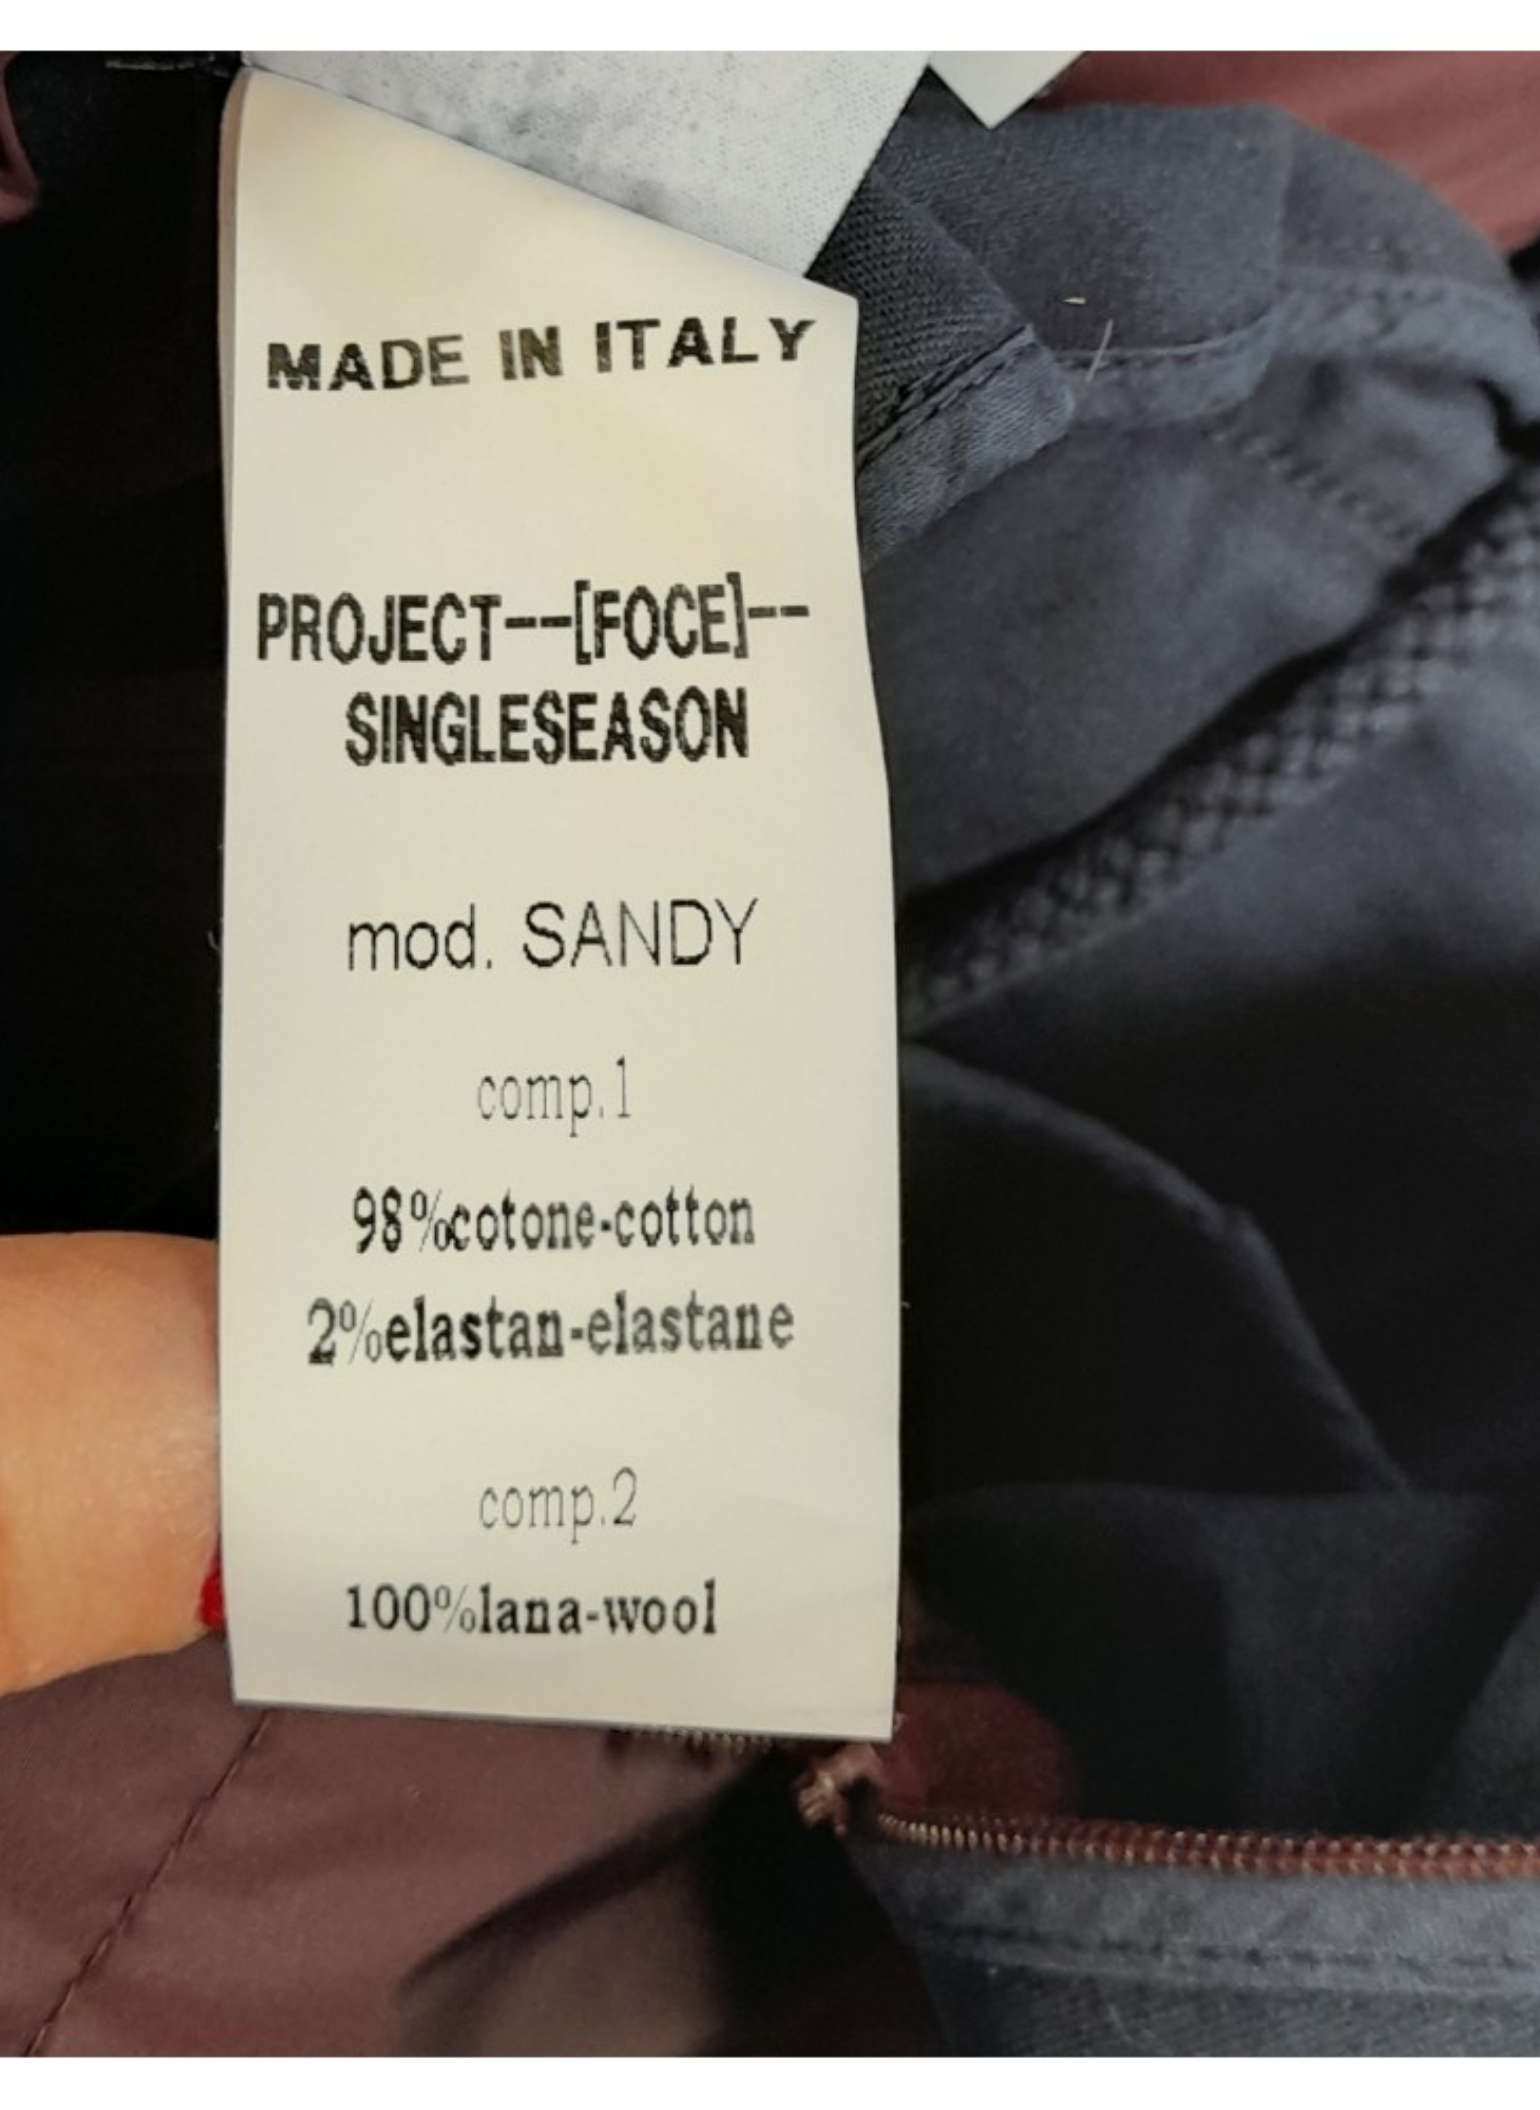 MADE IN ITALY
PROJECT--[FOCE]--
SINGLESEASON
mod. SANDY
comp.1
98%cotone-cotton
2%elastan-elastane
comp.2
100%lana-wool